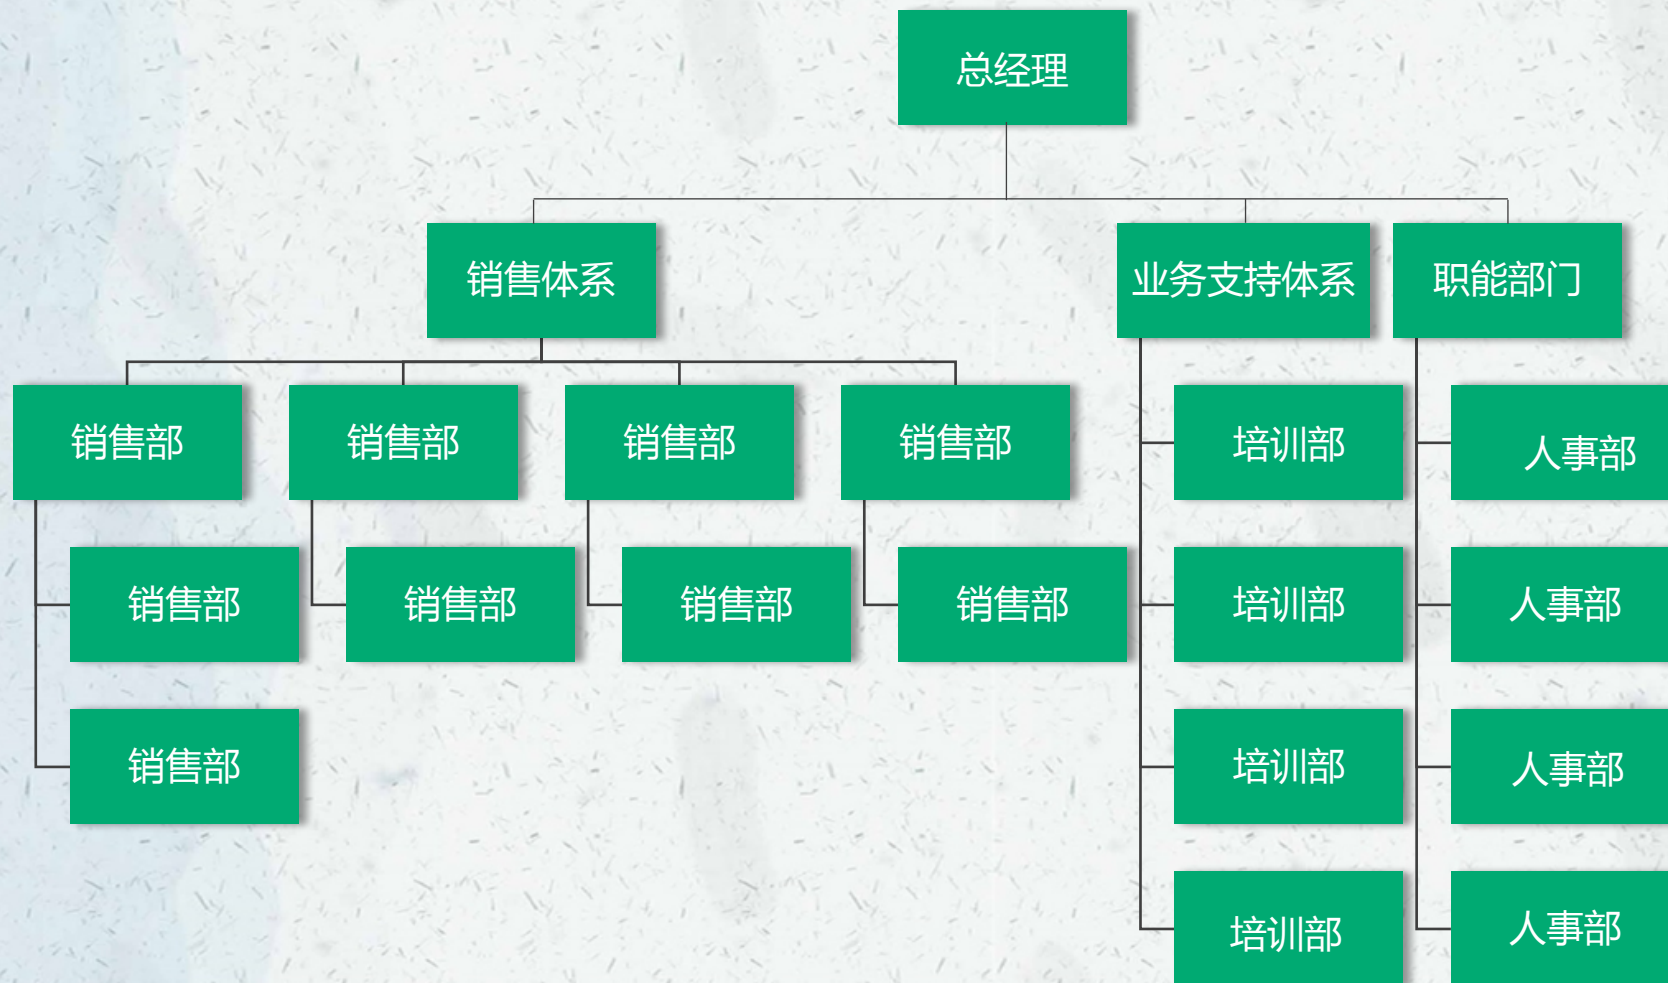 总经理
销售体系
业务支持体系
职能部门
销售部
销售部
销售部
销售部
培训部
人事部
销售部
销售部
销售部
销售部
培训部
人事部
销售部
培训部
人事部
培训部
人事部